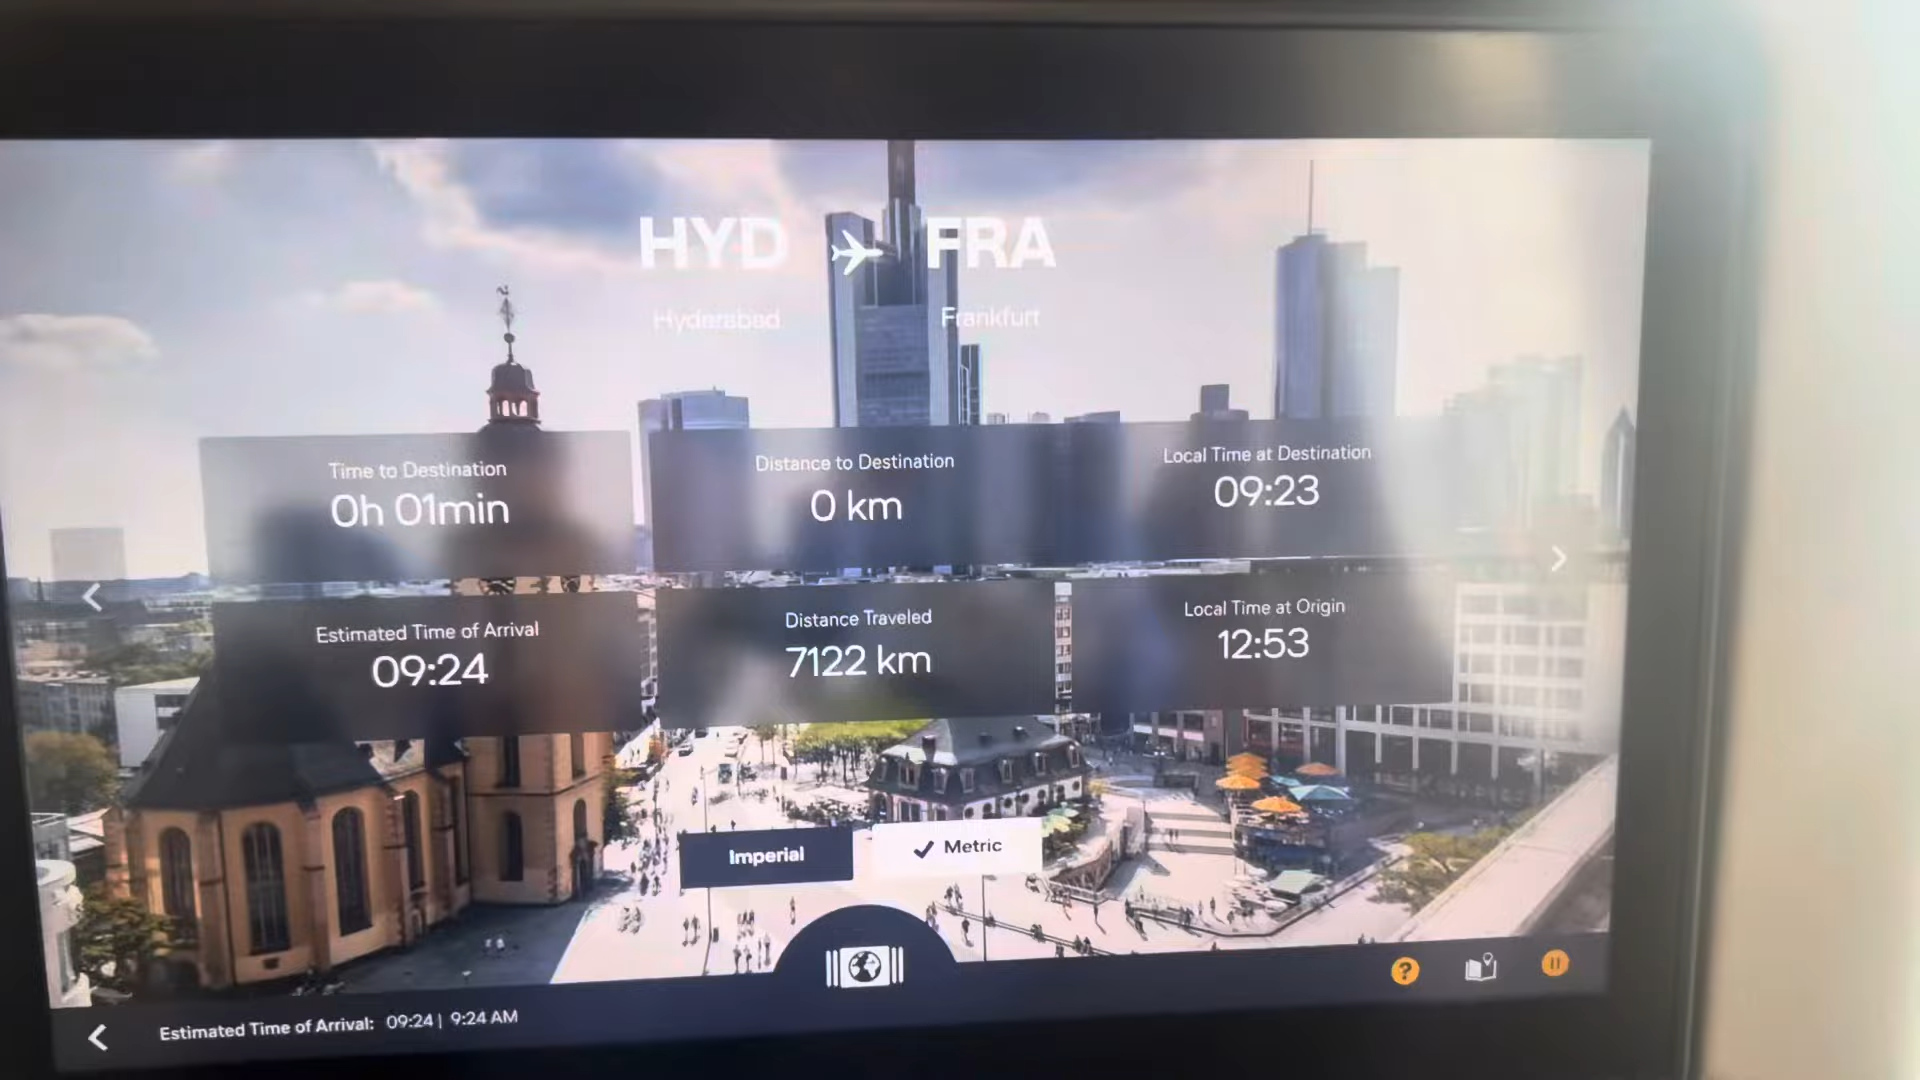 HYD FRA
Hyderabad Frankfurt
Time to Destination
0h 01min
Distance to Destination
0 km
Local Time at Destination
09:23
Estimated Time of Arrival
09:24
Distance Traveled
7122 km
Local Time at Origin
12:53
Imperial
Metric
?
Estimated Time of Arrival: 09:24 | 9:24 AM